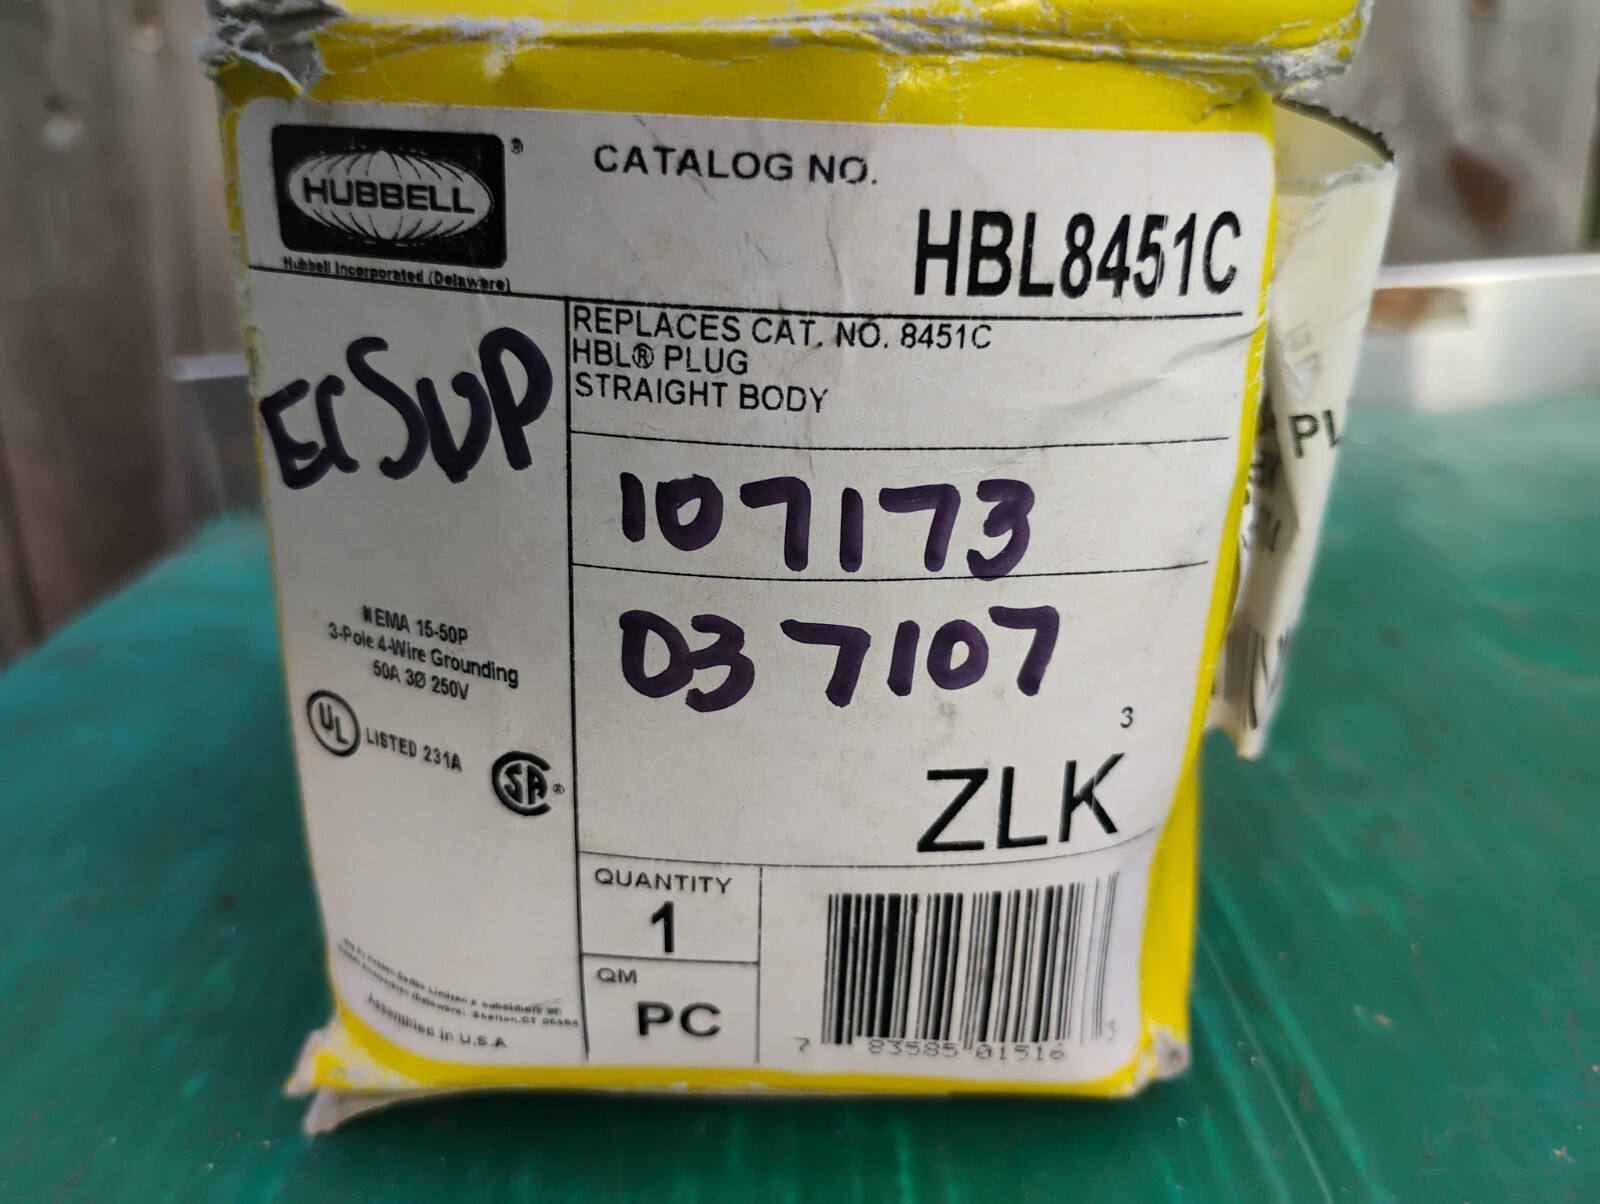 HUBBELL ®
Hubbell Incorporated (Delaware)
CATALOG NO.
HBL8451C
REPLACES CAT. NO. 8451C
HBL® PLUG
STRAIGHT BODY
ECSUP
107173
037107
NEMA 15-50P
3-Pole 4-Wire Grounding
50A 3Ø 250V
UL LISTED 231A
SA ®
3
ZLK
QUANTITY
1
QM
PC
7 83585 01516 3
Assembled in U.S.A